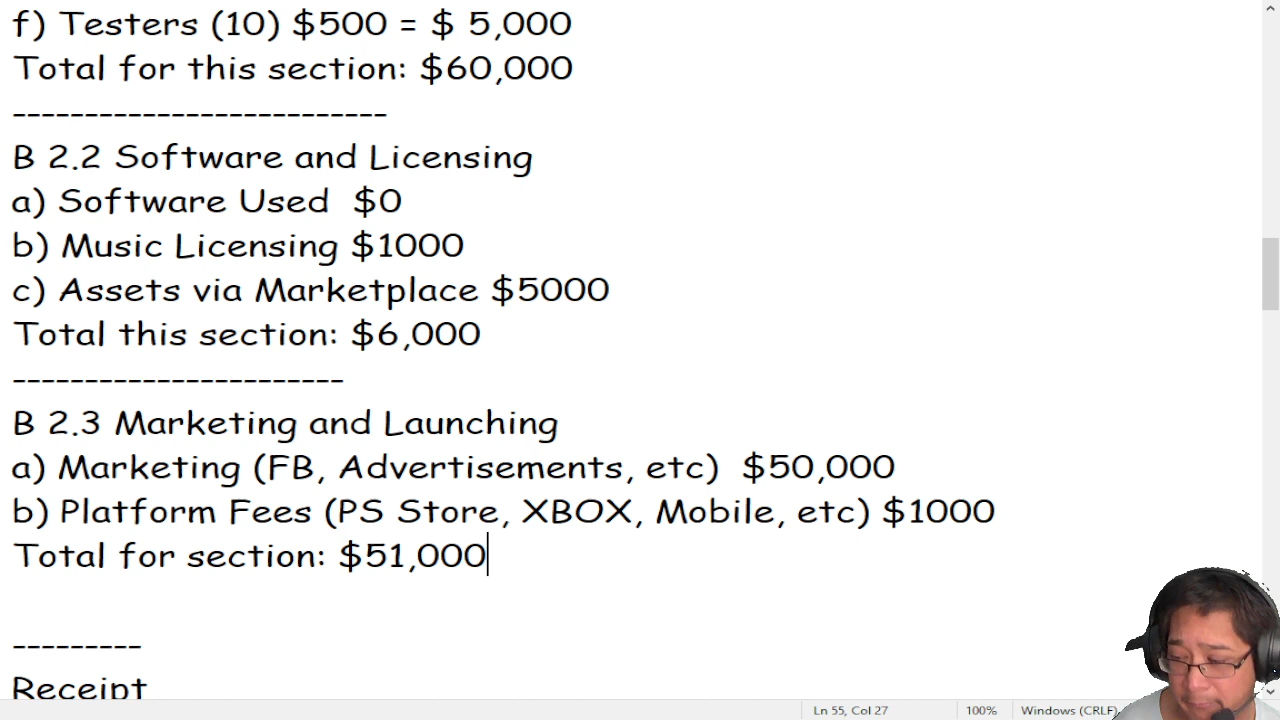 f) Testers (10) $500 = $ 5,000
Total for this section: $60,000
--------------------------
B 2.2 Software and Licensing
a) Software Used  $0
b) Music Licensing $1000
c) Assets via Marketplace $5000
Total this section: $6,000
-----------------------
B 2.3 Marketing and Launching
a) Marketing (FB, Advertisements, etc)  $50,000
b) Platform Fees (PS Store, XBOX, Mobile, etc) $1000
Total for section: $51,000
---------
Receipt
Ln 55, Col 27 100% Windows (CRLF)